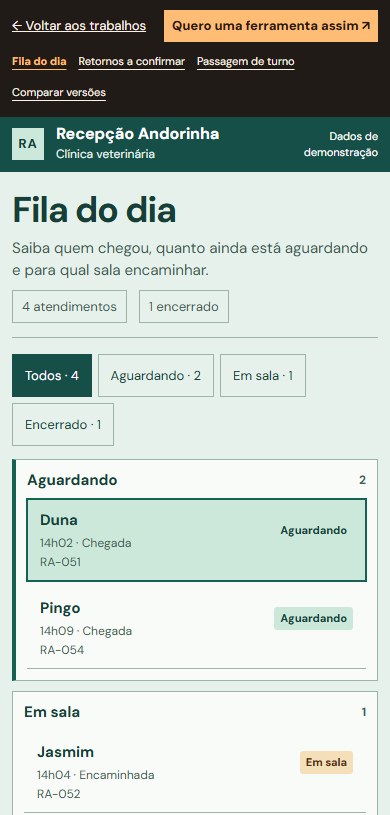 ← Voltar aos trabalhos
Quero uma ferramenta assim ↗
Fila do dia
Retornos a confirmar
Passagem de turno
Comparar versões
RA
Recepção Andorinha
Clínica veterinária
Dados de
demonstração
Fila do dia
Saiba quem chegou, quanto ainda está aguardando
e para qual sala encaminhar.
4 atendimentos
1 encerrado
Todos · 4
Aguardando · 2
Em sala · 1
Encerrado · 1
Aguardando
2
Duna
14h02 · Chegada
RA-051
Aguardando
Pingo
14h09 · Chegada
RA-054
Aguardando
Em sala
1
Jasmim
14h04 · Encaminhada
RA-052
Em sala